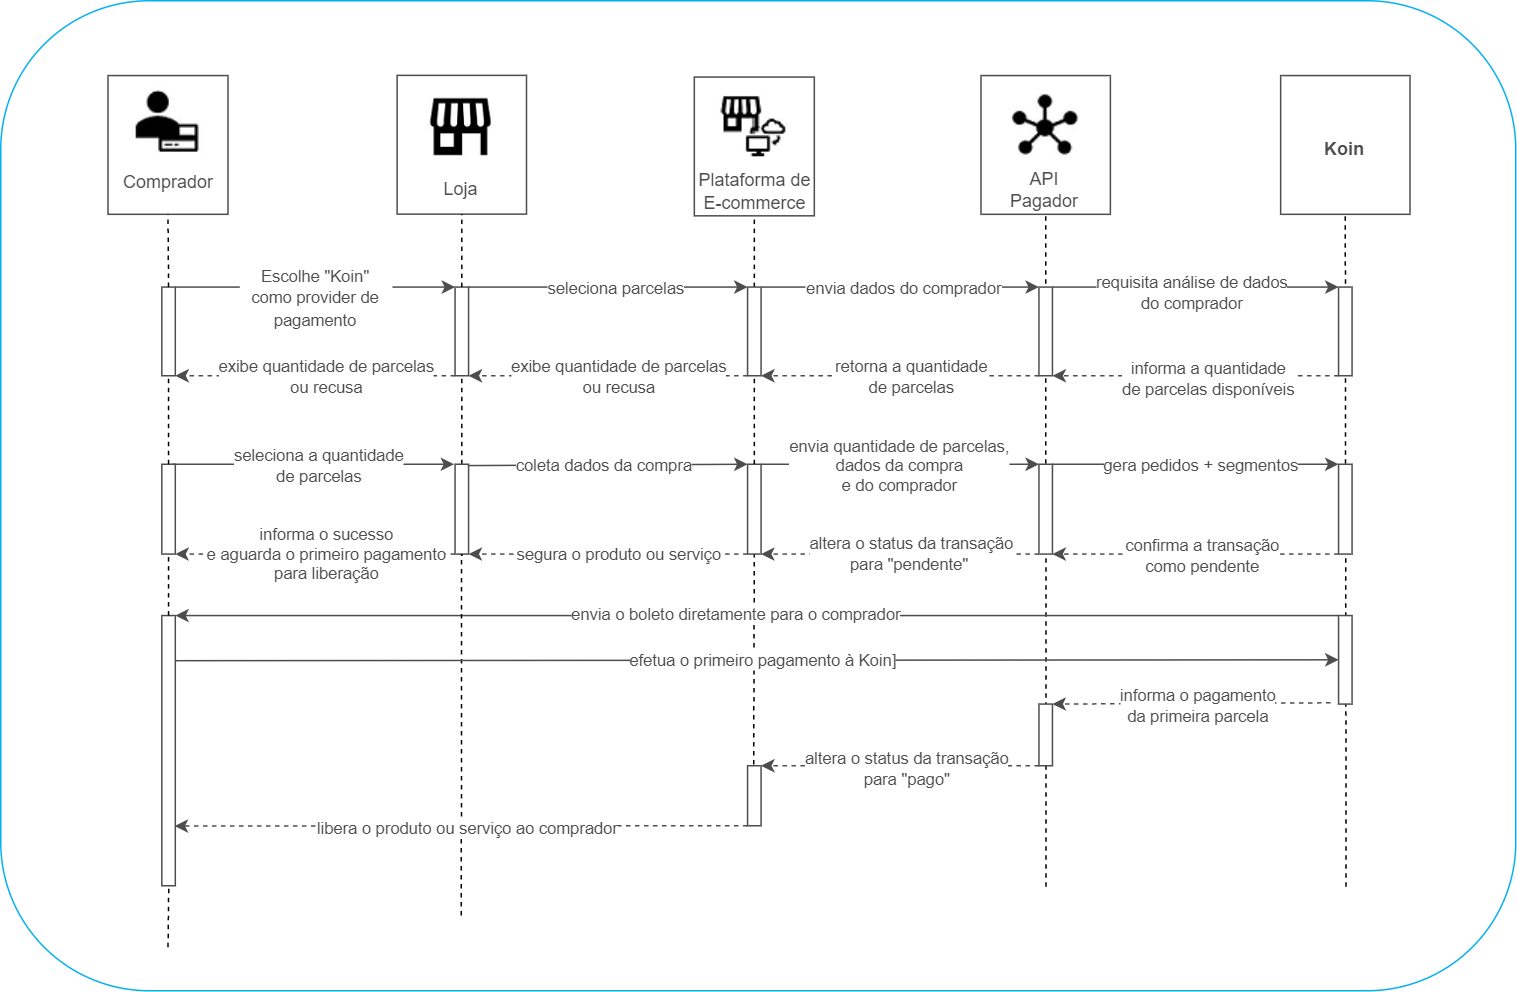 Comprador
Loja
Plataforma de
E-commerce
API
Pagador
Koin
Escolhe "Koin"
como provider de
pagamento
seleciona parcelas
envia dados do comprador
requisita análise de dados
do comprador
exibe quantidade de parcelas
ou recusa
exibe quantidade de parcelas
ou recusa
retorna a quantidade
de parcelas
informa a quantidade
de parcelas disponíveis
seleciona a quantidade
de parcelas
coleta dados da compra
envia quantidade de parcelas,
dados da compra
e do comprador
gera pedidos + segmentos
informa o sucesso
e aguarda o primeiro pagamento
para liberação
segura o produto ou serviço
altera o status da transação
para "pendente"
confirma a transação
como pendente
envia o boleto diretamente para o comprador
efetua o primeiro pagamento à Koin]
informa o pagamento
da primeira parcela
altera o status da transação
para "pago"
libera o produto ou serviço ao comprador